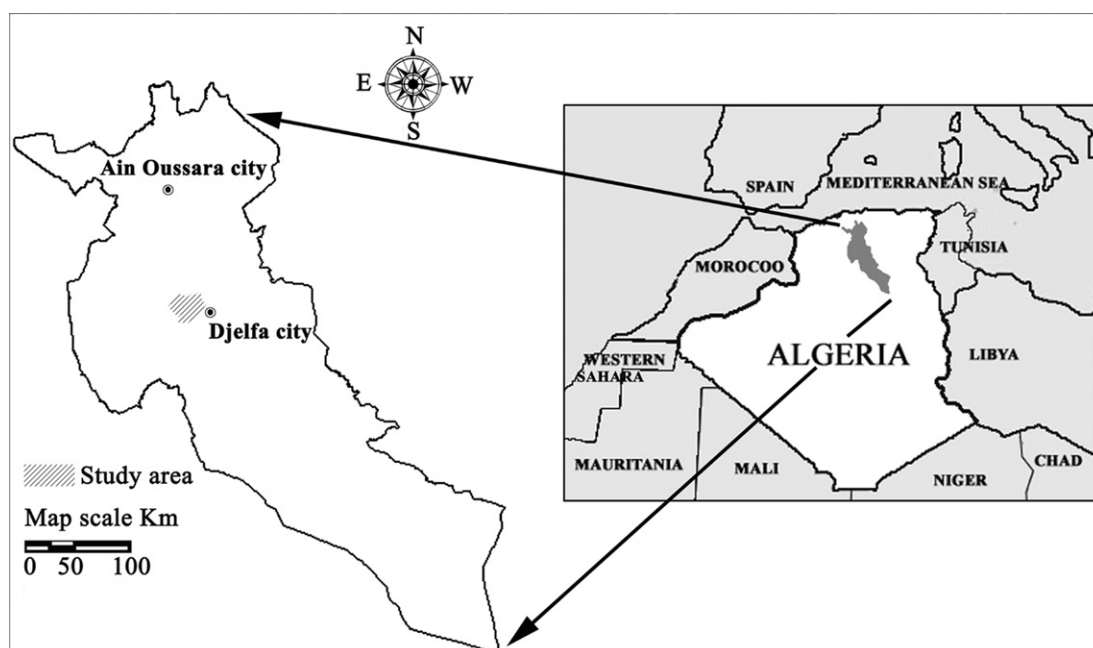 N
E
W
S
Ain Oussara city
Djelfa city
Study area
Map scale Km
0 50 100
SPAIN
MEDITERRANEAN SEA
TUNISIA
MOROCOO
ALGERIA
LIBYA
WESTERN
SAHARA
MAURITANIA
MALI
NIGER
CHAD